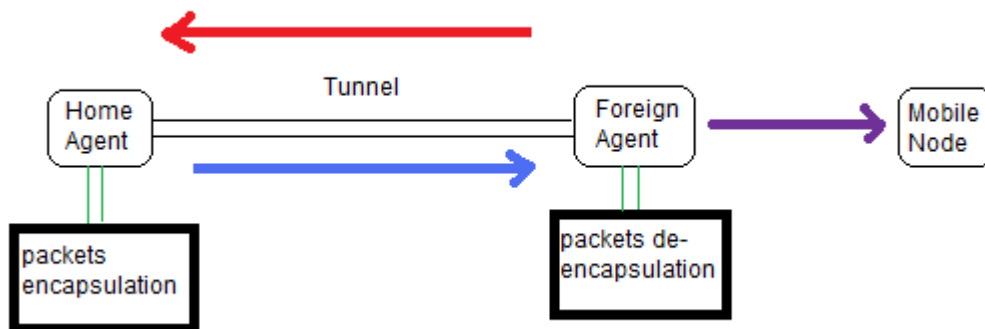 Tunnel
Home
Agent
Foreign
Agent
Mobile
Node
packets
encapsulation
packets de-
encapsulation